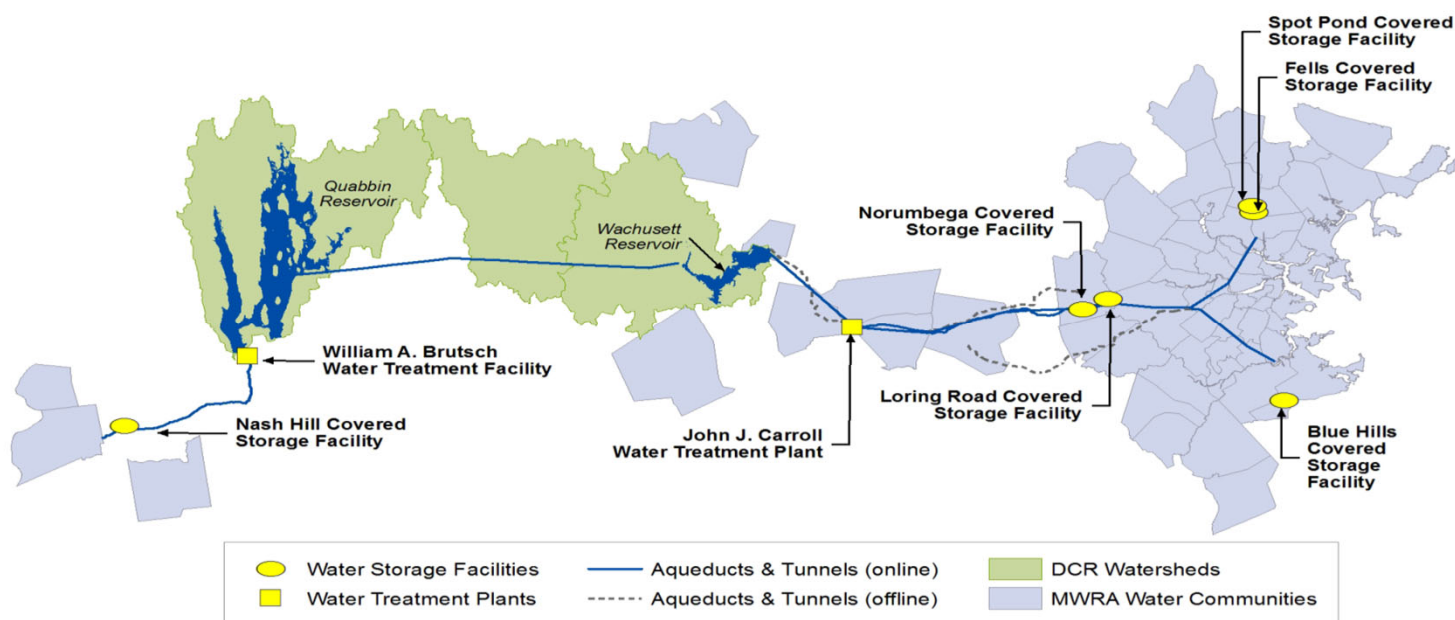 Spot Pond Covered
Storage Facility
Fells Covered
Storage Facility
Quabbin
Reservoir
Wachusett
Reservoir
Norumbega Covered
Storage Facility
William A. Brutsch
Water Treatment Facility
Nash Hill Covered
Storage Facility
John J. Carroll
Water Treatment Plant
Loring Road Covered
Storage Facility
Blue Hills
Covered
Storage
Facility
Water Storage Facilities
Aqueducts & Tunnels (online)
DCR Watersheds
Water Treatment Plants
Aqueducts & Tunnels (offline)
MWRA Water Communities